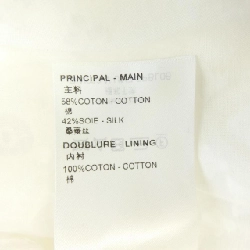 PRINCIPAL - MAIN
主料
58%COTON - COTTON
棉
42%SOIE - SILK
桑蚕丝
DOUBLURE - LINING
内衬
100%COTON - COTTON
棉